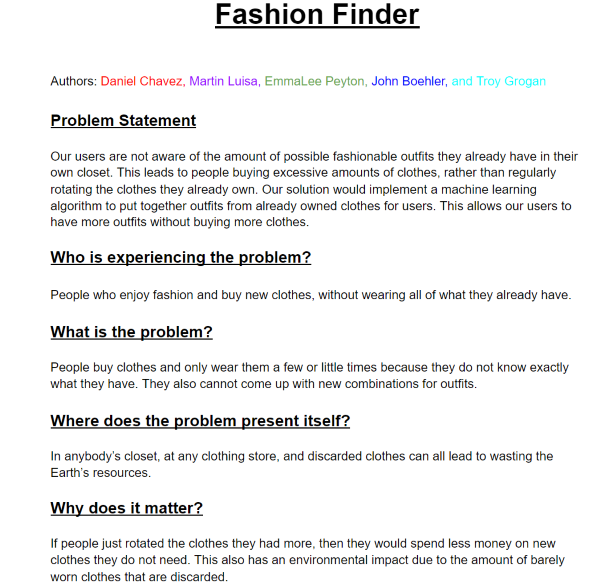 Fashion Finder
Authors: Daniel Chavez, Martin Luisa, EmmaLee Peyton, John Boehler, and Troy Grogan
Problem Statement
Our users are not aware of the amount of possible fashionable outfits they already have in their
own closet. This leads to people buying excessive amounts of clothes, rather than regularly
rotating the clothes they already own. Our solution would implement a machine learning
algorithm to put together outfits from already owned clothes for users. This allows our users to
have more outfits without buying more clothes.
Who is experiencing the problem?
People who enjoy fashion and buy new clothes, without wearing all of what they already have.
What is the problem?
People buy clothes and only wear them a few or little times because they do not know exactly
what they have. They also cannot come up with new combinations for outfits.
Where does the problem present itself?
In anybody's closet, at any clothing store, and discarded clothes can all lead to wasting the
Earth's resources.
Why does it matter?
If people just rotated the clothes they had more, then they would spend less money on new
clothes they do not need. This also has an environmental impact due to the amount of barely
worn clothes that are discarded.